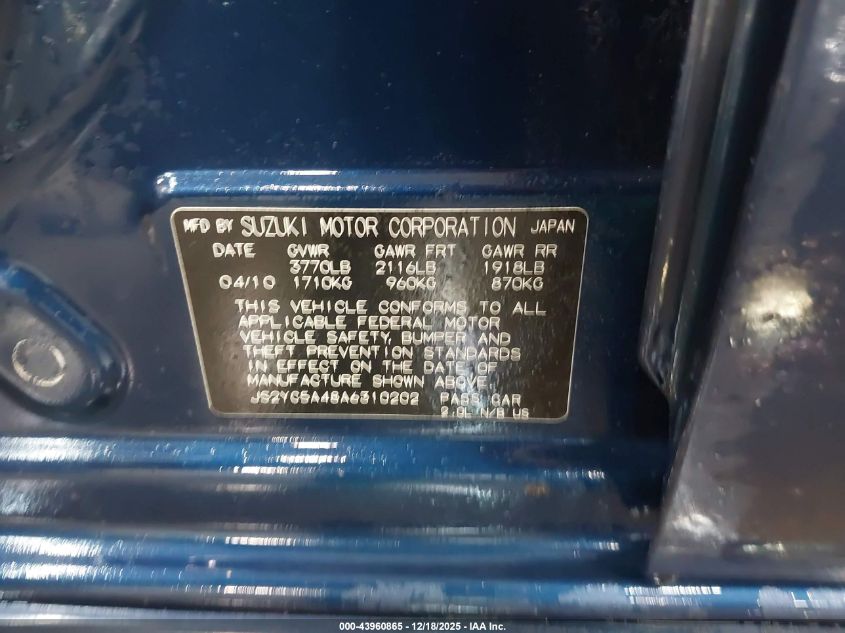 MFD BY SUZUKI MOTOR CORPORATION JAPAN
DATE GVWR GAWR FRT GAWR RR
3770LB 2116LB 1918LB
04/10 1710KG 960KG 870KG
THIS VEHICLE CONFORMS TO ALL
APPLICABLE FEDERAL MOTOR
VEHICLE SAFETY, BUMPER AND
THEFT PREVENTION STANDARDS
IN EFFECT ON THE DATE OF
MANUFACTURE SHOWN ABOVE
JS2YC5A48A6310202 PASS CAR
2.0L N/B US
000-43960865 - 12/18/2025 - IAA Inc.